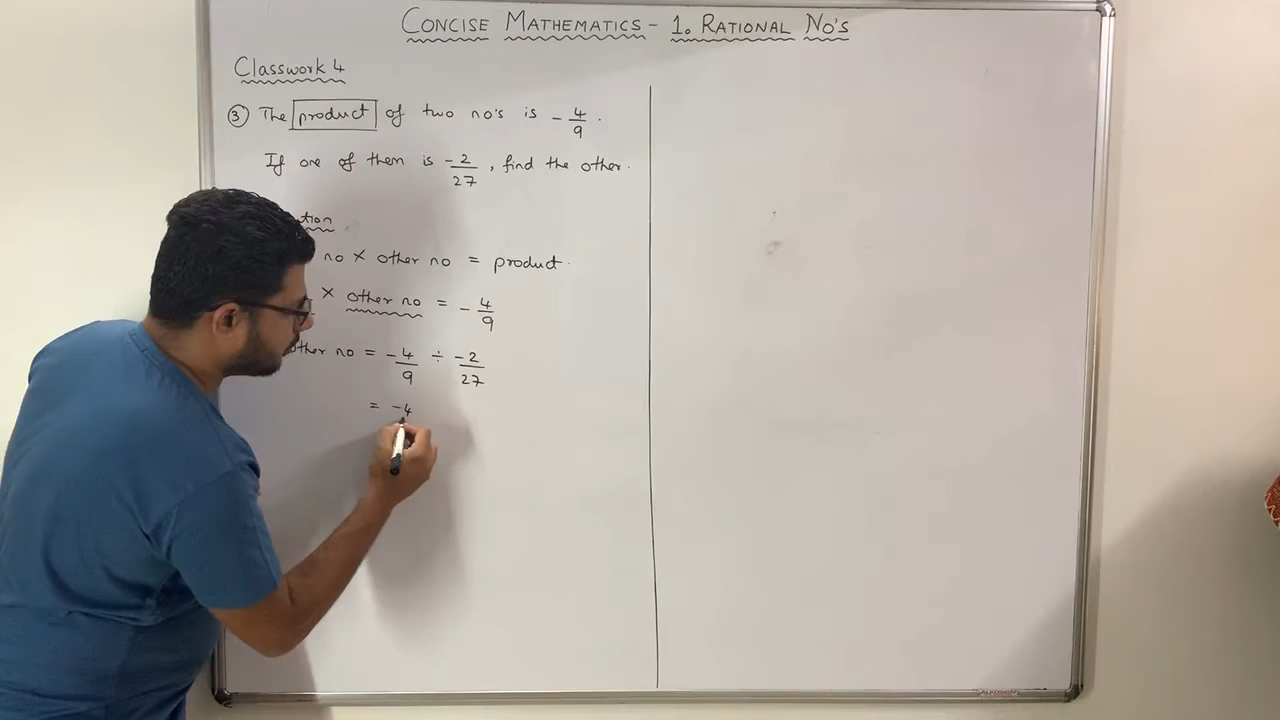 CONCISE MATHEMATICS - 1. RATIONAL NO'S
Classwork 4
③ The product of two no's is -4/9.
If one of them is -2/27, find the other.
tion
no × other no = product.
× other no = -4/9
other no = -4/9 ÷ -2/27
= -4